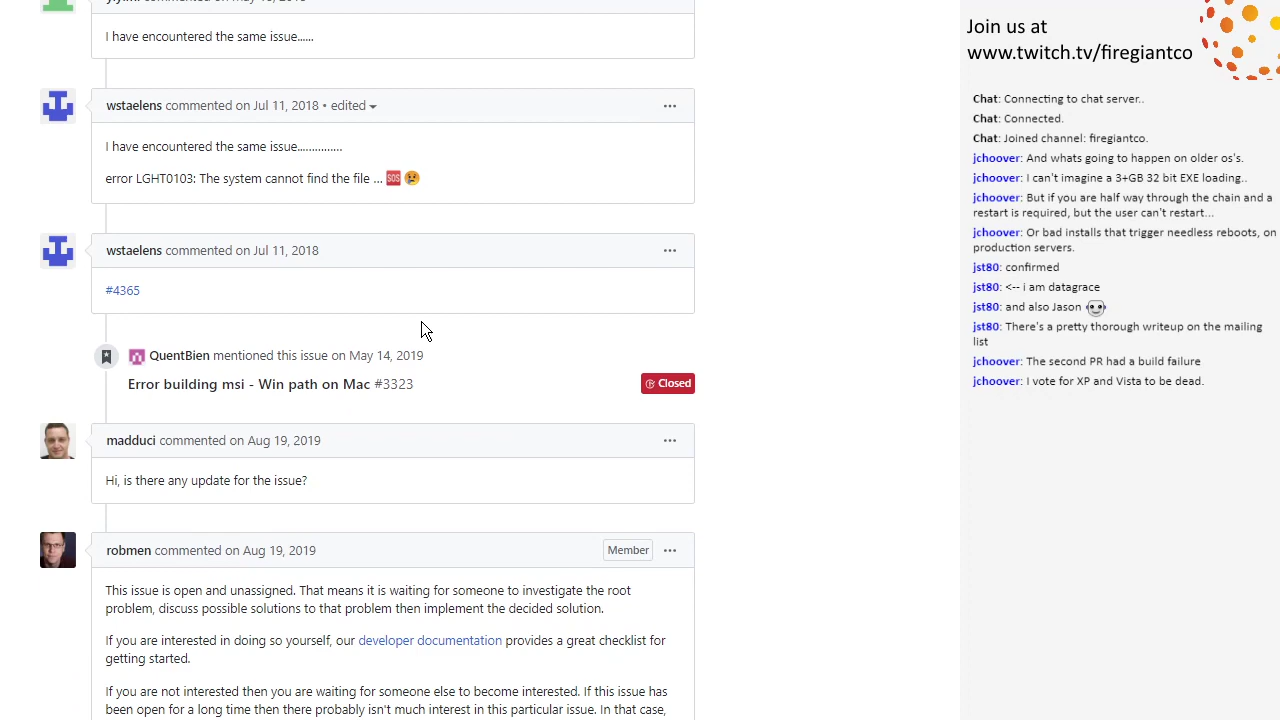 I have encountered the same issue......
wstaelens commented on Jul 11, 2018 • edited
I have encountered the same issue...............
error LGHT0103: The system cannot find the file ... 🆘 😢
wstaelens commented on Jul 11, 2018
#4365
QuentBien mentioned this issue on May 14, 2019
Error building msi - Win path on Mac #3323
Closed
madduci commented on Aug 19, 2019
Hi, is there any update for the issue?
robmen commented on Aug 19, 2019
Member
This issue is open and unassigned. That means it is waiting for someone to investigate the root
problem, discuss possible solutions to that problem then implement the decided solution.
If you are interested in doing so yourself, our developer documentation provides a great checklist for
getting started.
If you are not interested then you are waiting for someone else to become interested. If this issue has
been open for a long time then there probably isn't much interest in this particular issue. In that case,
Join us at
www.twitch.tv/firegiantco
Chat: Connecting to chat server..
Chat: Connected.
Chat: Joined channel: firegiantco.
jchoover: And whats going to happen on older os's.
jchoover: I can't imagine a 3+GB 32 bit EXE loading..
jchoover: But if you are half way through the chain and a
restart is required, but the user can't restart...
jchoover: Or bad installs that trigger needless reboots, on
production servers.
jst80: confirmed
jst80: <-- i am datagrace
jst80: and also Jason
jst80: There's a pretty thorough writeup on the mailing
list
jchoover: The second PR had a build failure
jchoover: I vote for XP and Vista to be dead.